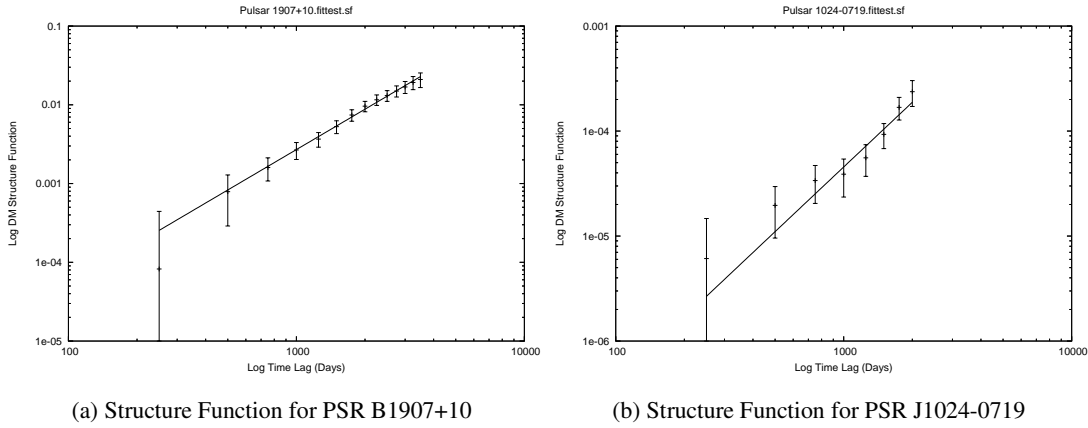 Pulsar 1907+10.fittest.sf
0.1
0.01
0.001
1e-04
1e-05
100
1000
10000
Log DM Structure Function
Log Time Lag (Days)
(a) Structure Function for PSR B1907+10
Pulsar 1024-0719.fittest.sf
0.001
1e-04
1e-05
1e-06
100
1000
10000
Log DM Structure Function
Log Time Lag (Days)
(b) Structure Function for PSR J1024-0719